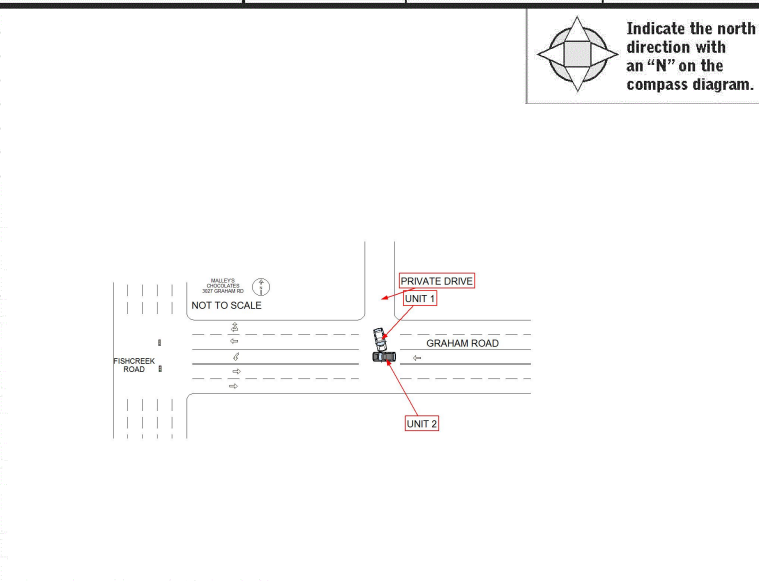 Indicate the north
direction with
an “N” on the
compass diagram.
MALLEY'S
CHOCOLATES
3627 GRAHAM RD
NOT TO SCALE
PRIVATE DRIVE
UNIT 1
GRAHAM ROAD
FISHCREEK
ROAD
UNIT 2